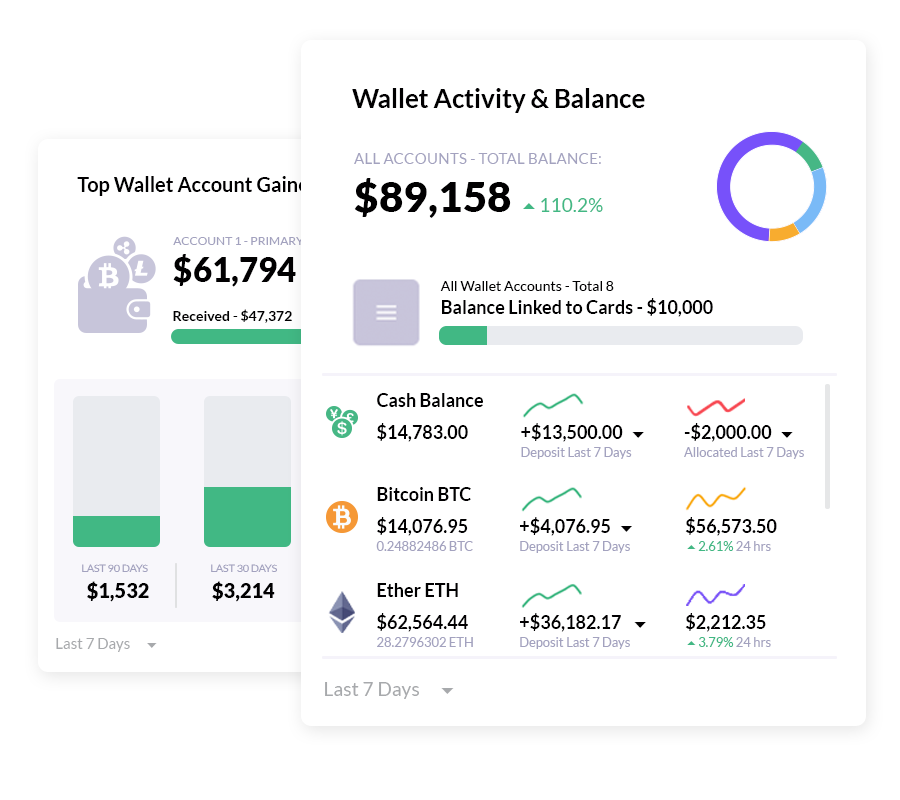 Wallet Activity & Balance
ALL ACCOUNTS - TOTAL BALANCE:
$89,158 110.2%
All Wallet Accounts - Total 8
Balance Linked to Cards - $10,000
Cash Balance
$14,783.00 +$13,500.00 -$2,000.00
Deposit Last 7 Days Allocated Last 7 Days
Bitcoin BTC
$14,076.95 +$4,076.95 $56,573.50
0.24882486 BTC Deposit Last 7 Days 2.61% 24 hrs
Ether ETH
$62,564.44 +$36,182.17 $2,212.35
28.2796302 ETH Deposit Last 7 Days 3.79% 24 hrs
Last 7 Days
Top Wallet Account Gain
ACCOUNT 1 - PRIMARY
$61,794
Received - $47,372
LAST 90 DAYS LAST 30 DAYS
$1,532 $3,214
Last 7 Days